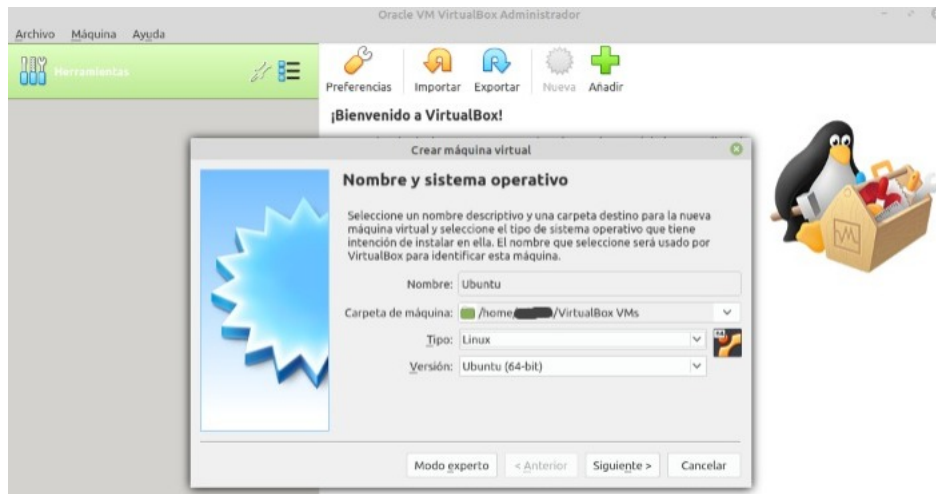 Oracle VM VirtualBox Administrador
Archivo Máquina Ayuda
Herramientas
Preferencias Importar Exportar Nueva Añadir
¡Bienvenido a VirtualBox!
Crear máquina virtual
Nombre y sistema operativo
Seleccione un nombre descriptivo y una carpeta destino para la nueva
máquina virtual y seleccione el tipo de sistema operativo que tiene
intención de instalar en ella. El nombre que seleccione será usado por
VirtualBox para identificar esta máquina.
Nombre: Ubuntu
Carpeta de máquina: /home/ /VirtualBox VMs
Tipo: Linux
Versión: Ubuntu (64-bit)
Modo experto < Anterior Siguiente > Cancelar